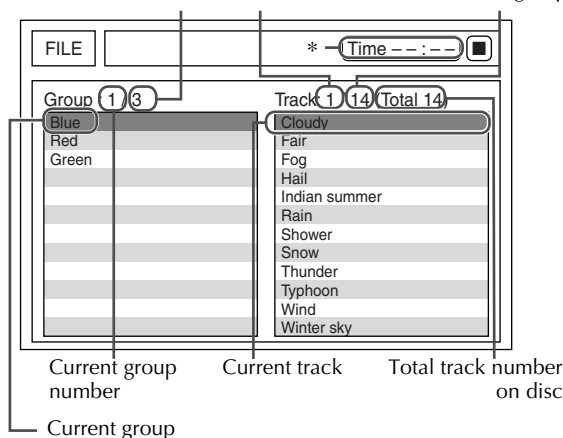 FILE
* – Time – – : – –
Group : 1 / 3
Track: 1 / 14 (Total 14)
Blue
Red
Green
Cloudy
Fair
Fog
Hail
Indian summer
Rain
Shower
Snow
Thunder
Typhoon
Wind
Winter sky
Current group
number
Current track
Total track number
on disc
Current group